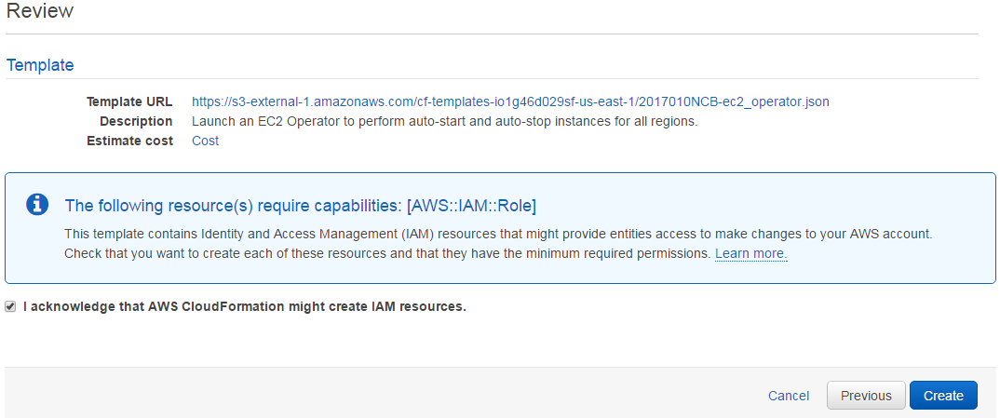 Review
Template
Template URL https://s3-external-1.amazonaws.com/cf-templates-io1g46d029sf-us-east-1/2017010NCB-ec2_operator.json
Description Launch an EC2 Operator to perform auto-start and auto-stop instances for all regions.
Estimate cost Cost
The following resource(s) require capabilities: [AWS::IAM::Role]
This template contains Identity and Access Management (IAM) resources that might provide entities access to make changes to your AWS account.
Check that you want to create each of these resources and that they have the minimum required permissions. Learn more.
I acknowledge that AWS CloudFormation might create IAM resources.
Cancel Previous Create